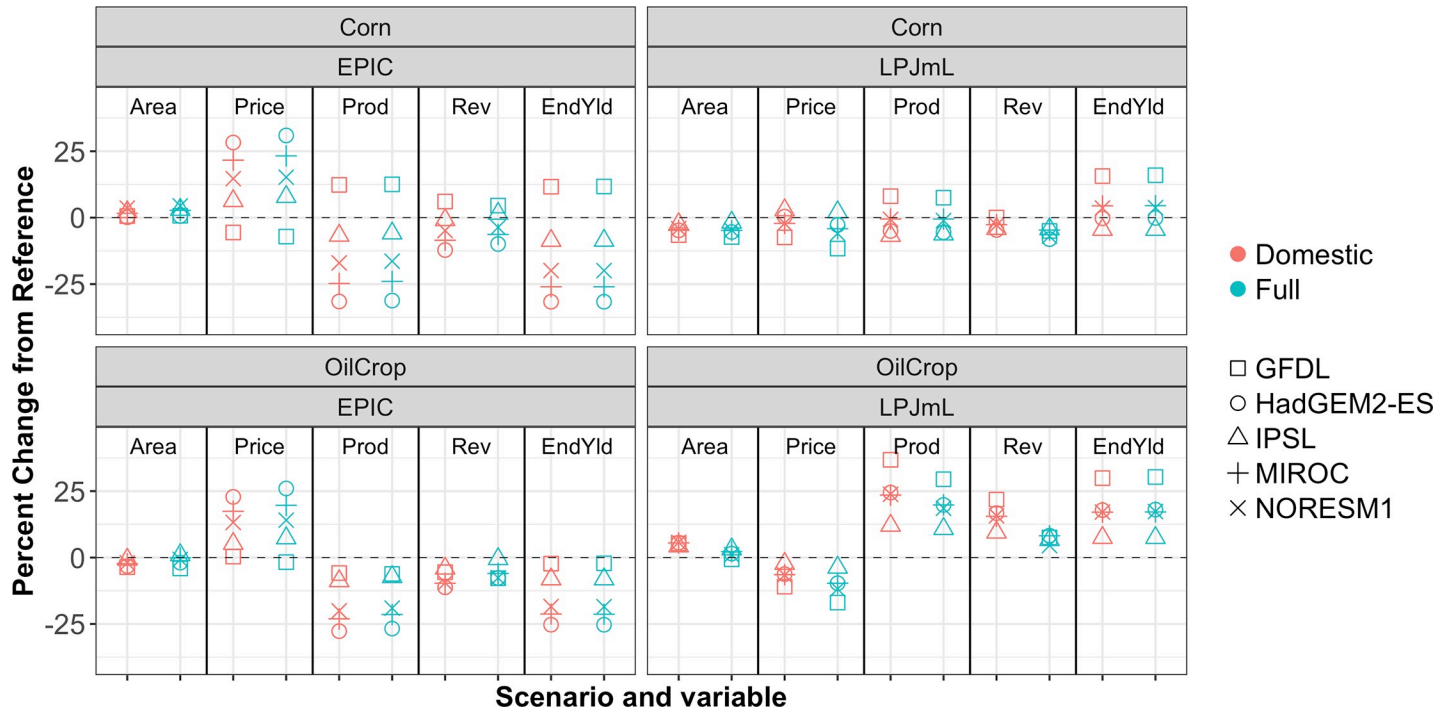 Corn
EPIC
Area Price Prod Rev EndYld
Corn
LPJmL
Area Price Prod Rev EndYld
25
0
-25
OilCrop
EPIC
Area Price Prod Rev EndYld
OilCrop
LPJmL
Area Price Prod Rev EndYld
25
0
-25
Percent Change from Reference
Scenario and variable
Domestic
Full
GFDL
HadGEM2-ES
IPSL
MIROC
NORESM1